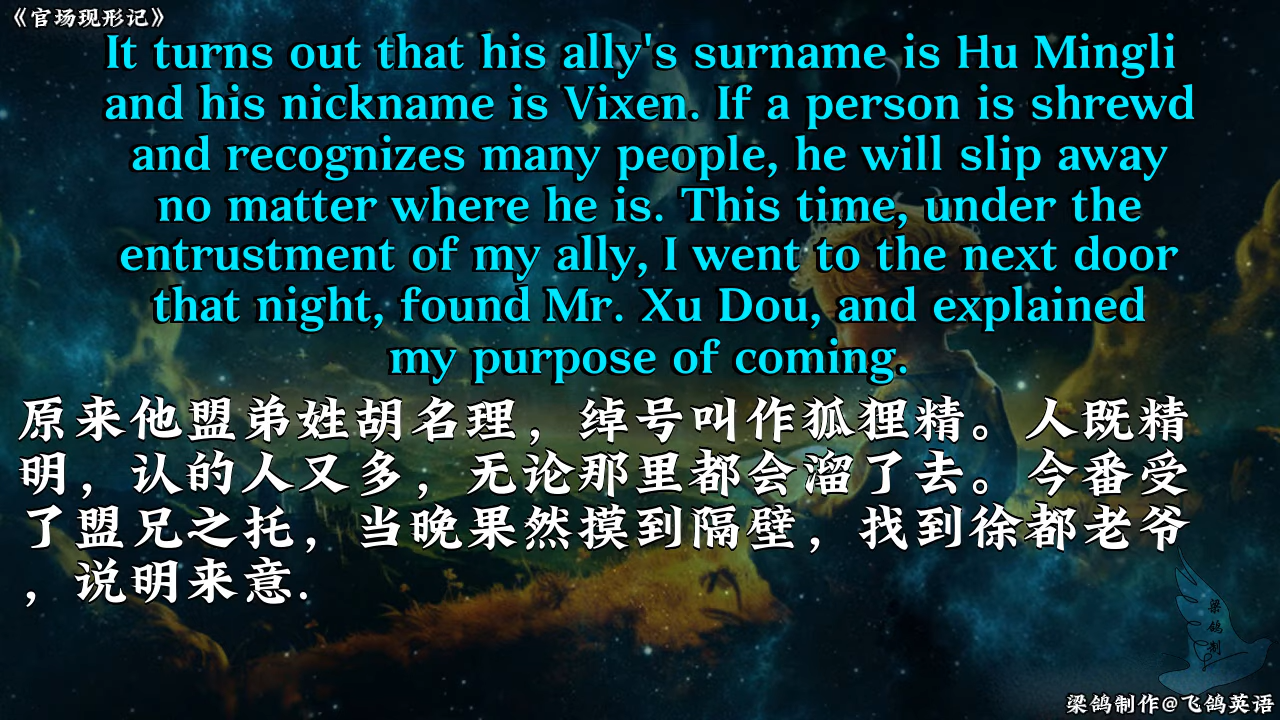 《官场现形记》
It turns out that his ally's surname is Hu Mingli
and his nickname is Vixen. If a person is shrewd
and recognizes many people, he will slip away
no matter where he is. This time, under the
entrustment of my ally, I went to the next door
that night, found Mr. Xu Dou, and explained
my purpose of coming.
原来他盟弟姓胡名理，绰号叫作狐狸精。人既精
明，认的人又多，无论那里都会溜了去。今番受
了盟兄之托，当晚果然摸到隔壁，找到徐都老爷
，说明来意.
梁鸽制
梁鸽制作@飞鸽英语